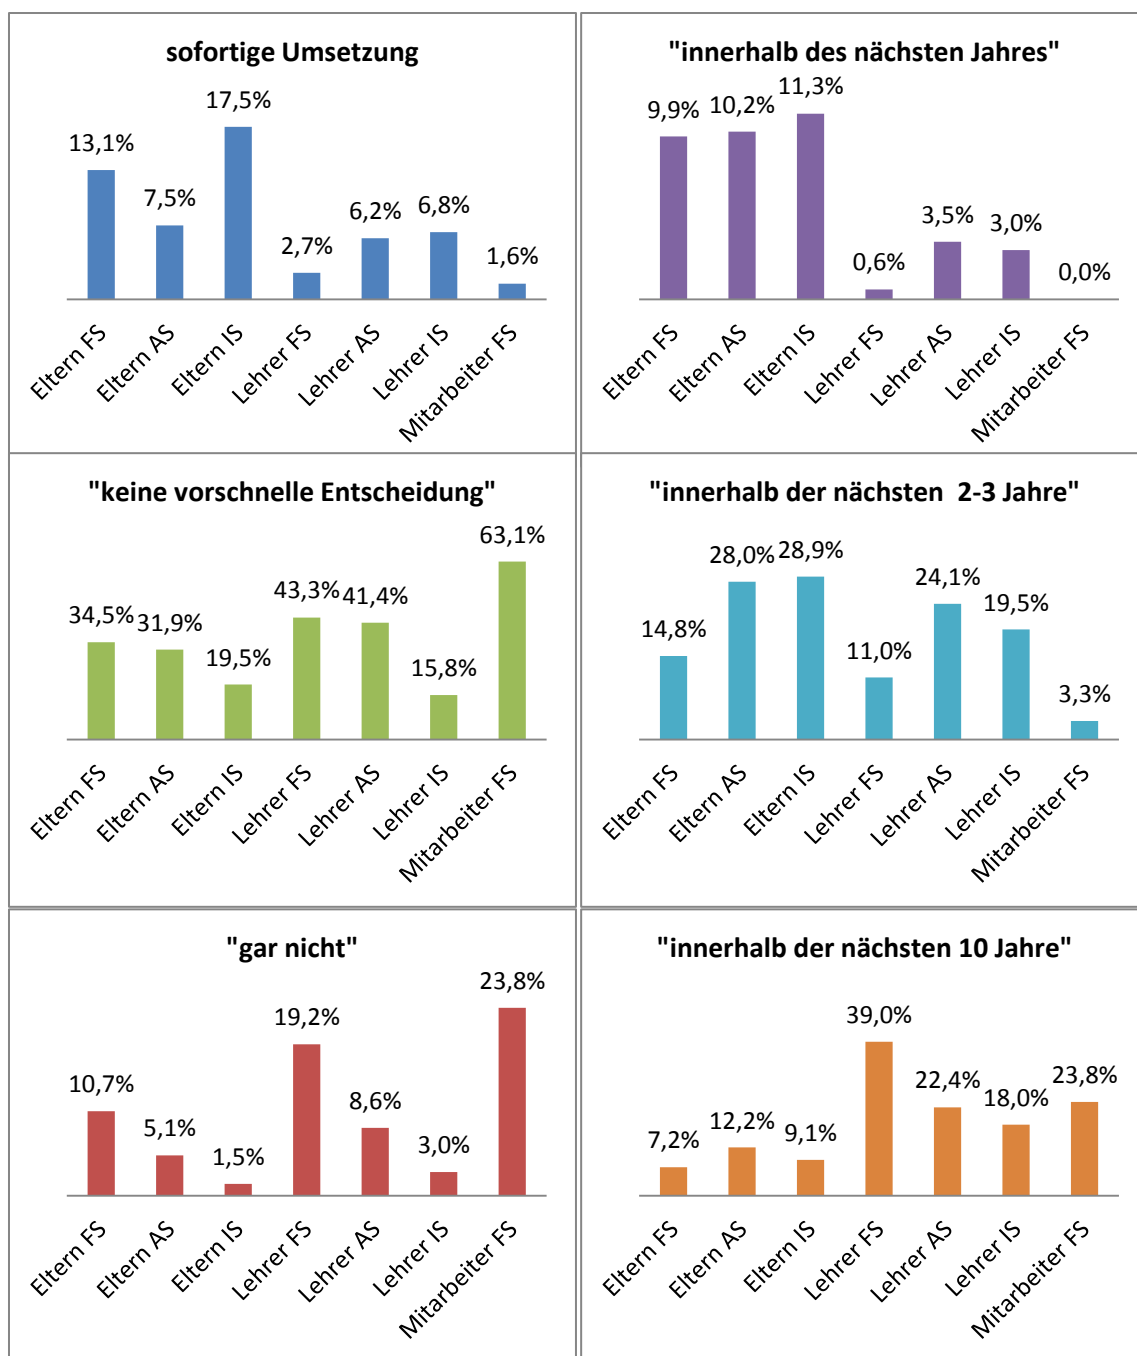 sofortige Umsetzung
13,1%
7,5%
17,5%
2,7%
6,2%
6,8%
1,6%
Eltern FS
Eltern AS
Eltern IS
Lehrer FS
Lehrer AS
Lehrer IS
Mitarbeiter FS
"innerhalb des nächsten Jahres"
9,9%
10,2%
11,3%
0,6%
3,5%
3,0%
0,0%
Eltern FS
Eltern AS
Eltern IS
Lehrer FS
Lehrer AS
Lehrer IS
Mitarbeiter FS
"keine vorschnelle Entscheidung"
34,5%
31,9%
19,5%
43,3%
41,4%
15,8%
63,1%
Eltern FS
Eltern AS
Eltern IS
Lehrer FS
Lehrer AS
Lehrer IS
Mitarbeiter FS
"innerhalb der nächsten  2-3 Jahre"
14,8%
28,0%
28,9%
11,0%
24,1%
19,5%
3,3%
Eltern FS
Eltern AS
Eltern IS
Lehrer FS
Lehrer AS
Lehrer IS
Mitarbeiter FS
"gar nicht"
10,7%
5,1%
1,5%
19,2%
8,6%
3,0%
23,8%
Eltern FS
Eltern AS
Eltern IS
Lehrer FS
Lehrer AS
Lehrer IS
Mitarbeiter FS
"innerhalb der nächsten 10 Jahre"
7,2%
12,2%
9,1%
39,0%
22,4%
18,0%
23,8%
Eltern FS
Eltern AS
Eltern IS
Lehrer FS
Lehrer AS
Lehrer IS
Mitarbeiter FS